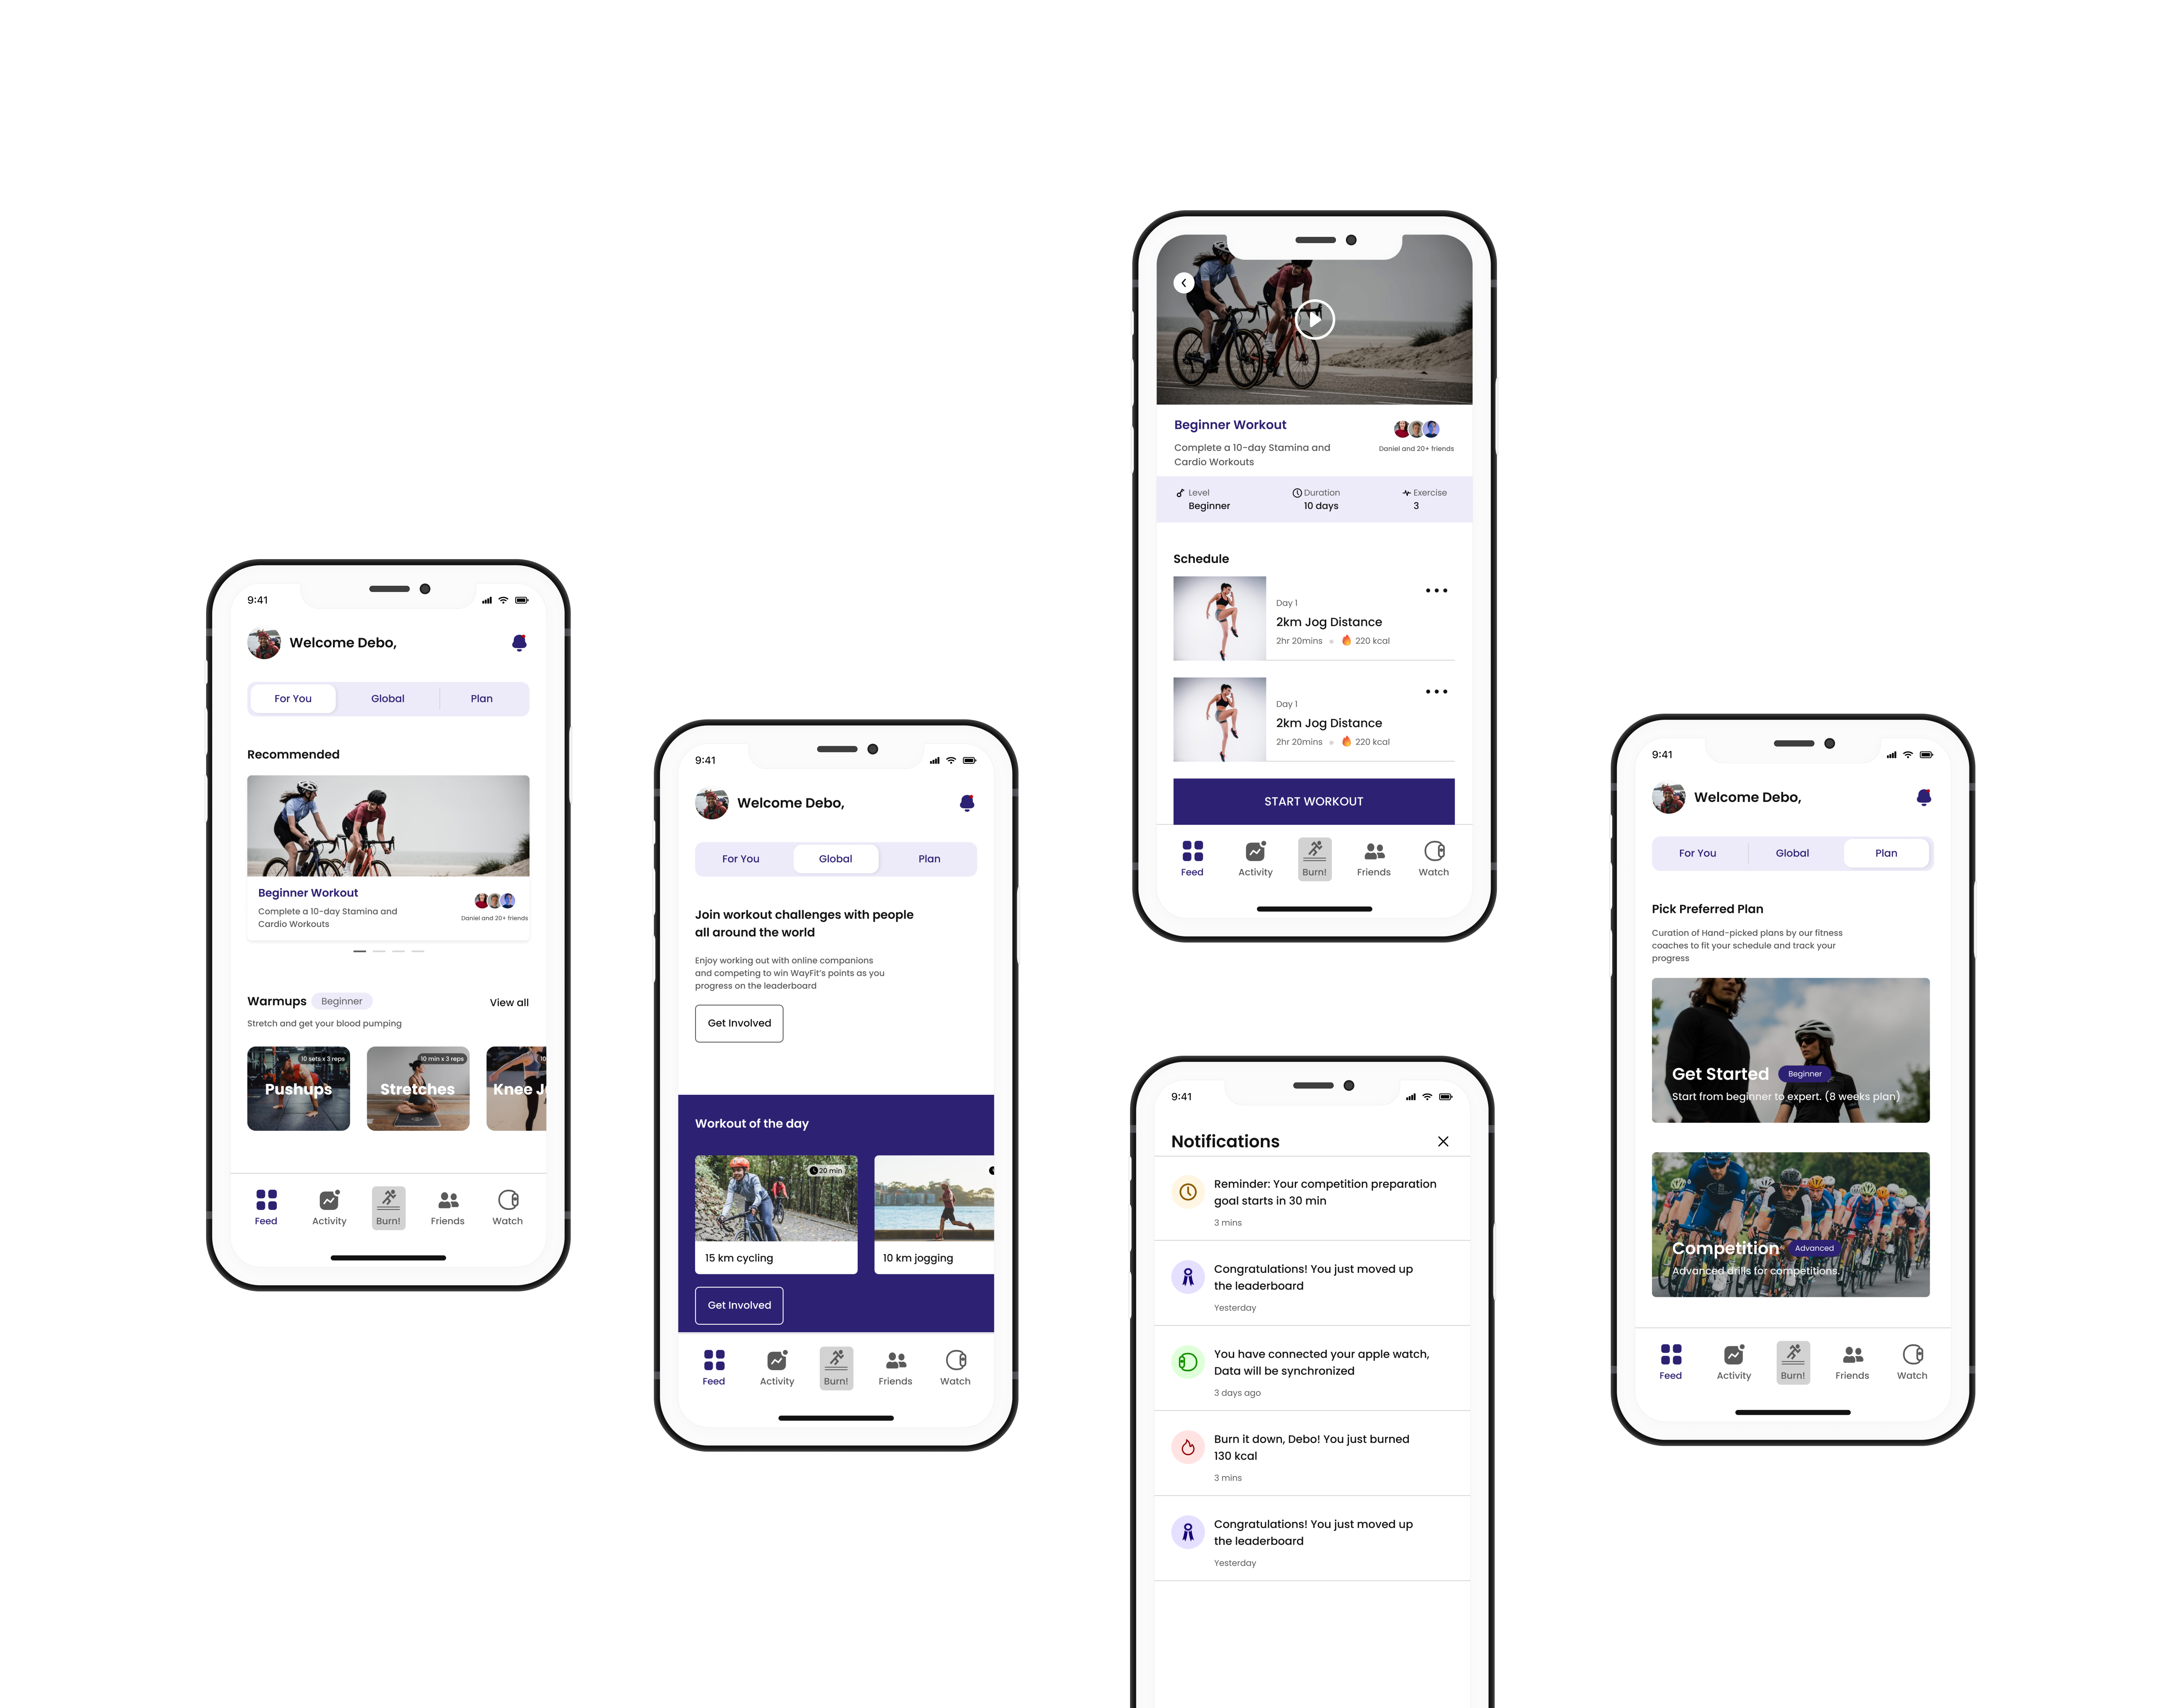 9:41
Welcome Debo,
For You
Global
Plan
Recommended
Beginner Workout
Complete a 10-day Stamina and
Cardio Workouts
Daniel and 20+ friends
Warmups
Beginner
View all
Stretch and get your blood pumping
10 sets x 3 reps
Pushups
10 min x 3 reps
Stretches
10
Knee J
Feed
Activity
Burn!
Friends
Watch
9:41
Welcome Debo,
For You
Global
Plan
Join workout challenges with people
all around the world
Enjoy working out with online companions
and competing to win WayFit's points as you
progress on the leaderboard
Get Involved
Workout of the day
20 min
15 km cycling
10 km jogging
Get Involved
Feed
Activity
Burn!
Friends
Watch
Beginner Workout
Complete a 10-day Stamina and
Cardio Workouts
Daniel and 20+ friends
Level
Beginner
Duration
10 days
Exercise
3
Schedule
Day 1
2km Jog Distance
2hr 20mins
220 kcal
Day 1
2km Jog Distance
2hr 20mins
220 kcal
START WORKOUT
Feed
Activity
Burn!
Friends
Watch
9:41
Notifications
Reminder: Your competition preparation
goal starts in 30 min
3 mins
Congratulations! You just moved up
the leaderboard
Yesterday
You have connected your apple watch,
Data will be synchronized
3 days ago
Burn it down, Debo! You just burned
130 kcal
3 mins
Congratulations! You just moved up
the leaderboard
Yesterday
9:41
Welcome Debo,
For You
Global
Plan
Pick Preferred Plan
Curation of Hand-picked plans by our fitness
coaches to fit your schedule and track your
progress
Get Started
Beginner
Start from beginner to expert. (8 weeks plan)
Competition
Advanced
Advanced drills for competitions.
Feed
Activity
Burn!
Friends
Watch